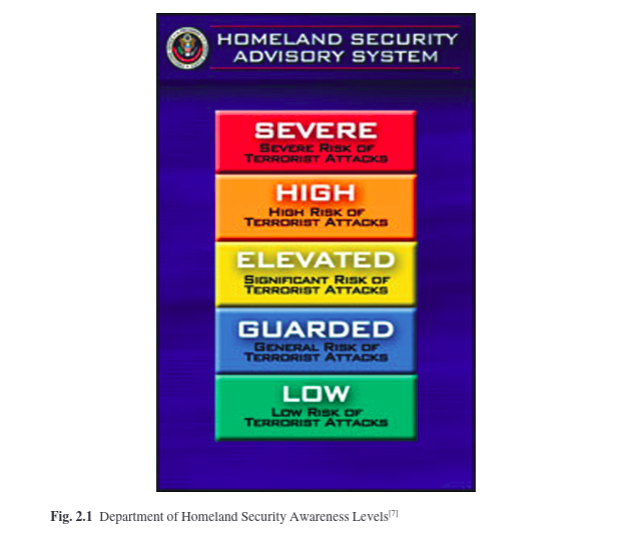 HOMELAND SECURITY
ADVISORY SYSTEM
SEVERE
SEVERE RISK OF
TERRORIST ATTACKS
HIGH
HIGH RISK OF
TERRORIST ATTACKS
ELEVATED
SIGNIFICANT RISK OF
TERRORIST ATTACKS
GUARDED
GENERAL RISK OF
TERRORIST ATTACKS
LOW
LOW RISK OF
TERRORIST ATTACKS
Fig. 2.1 Department of Homeland Security Awareness Levels[7]